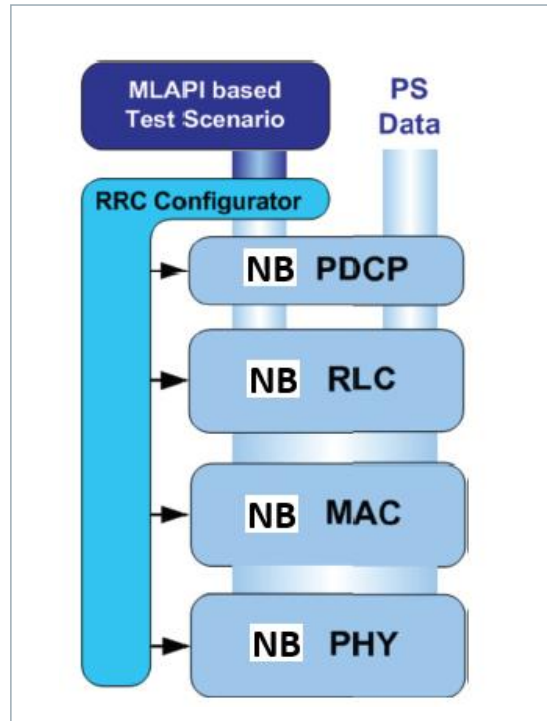 MLAPI based
Test Scenario
PS
Data
RRC Configurator
NB PDCP
NB RLC
NB MAC
NB PHY